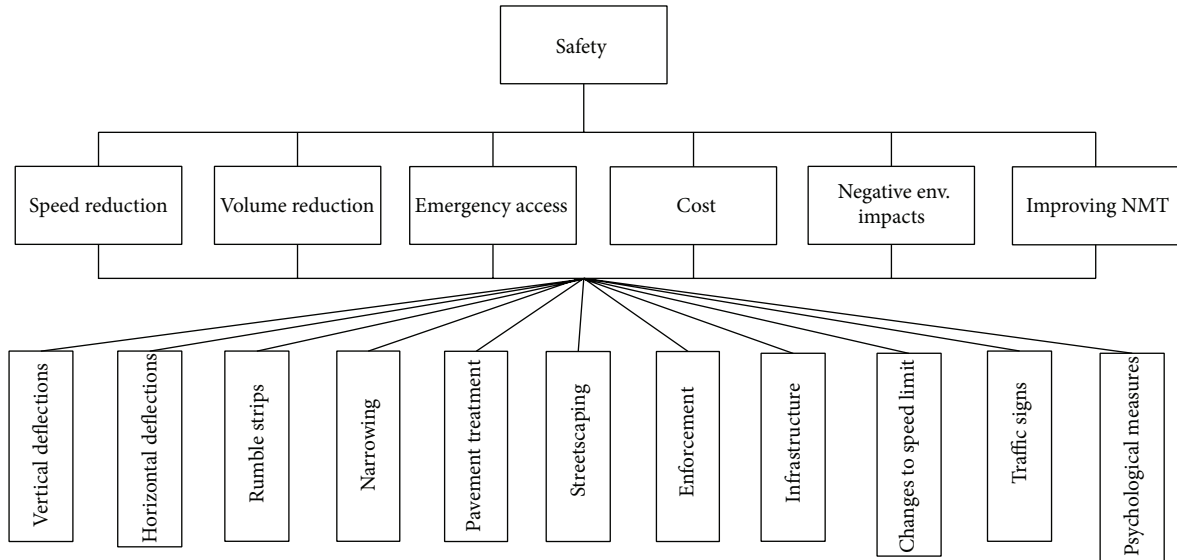 Safety
Speed reduction
Volume reduction
Emergency access
Cost
Negative env.
impacts
Improving NMT
Vertical deflections
Horizontal deflections
Rumble strips
Narrowing
Pavement treatment
Streetscaping
Enforcement
Infrastructure
Changes to speed limit
Traffic signs
Psychological measures